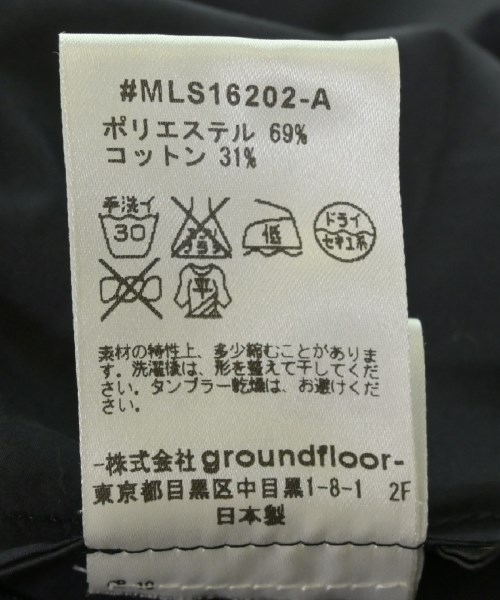 #MLS16202-A
ポリエステル 69%
コットン 31%
手洗イ
30
低
ドライ
セキユ系
平
素材の特性上、多少縮むことがありま
す。洗濯後は、形を整えて干してくだ
さい。タンブラー乾燥は、お避けくだ
さい。
-株式会社 groundfloor-
東京都目黒区中目黒1-8-1 2F
日本製